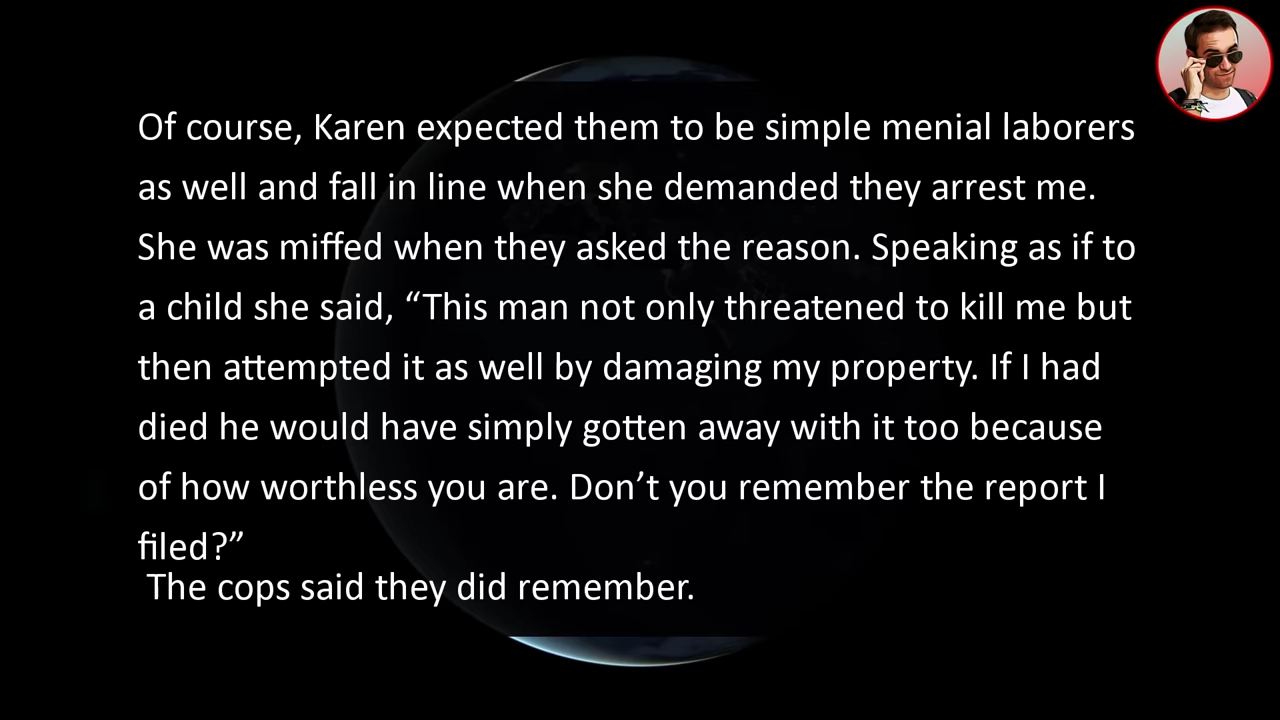 Of course, Karen expected them to be simple menial laborers
as well and fall in line when she demanded they arrest me.
She was miffed when they asked the reason. Speaking as if to
a child she said, “This man not only threatened to kill me but
then attempted it as well by damaging my property. If I had
died he would have simply gotten away with it too because
of how worthless you are. Don’t you remember the report I
filed?”
The cops said they did remember.